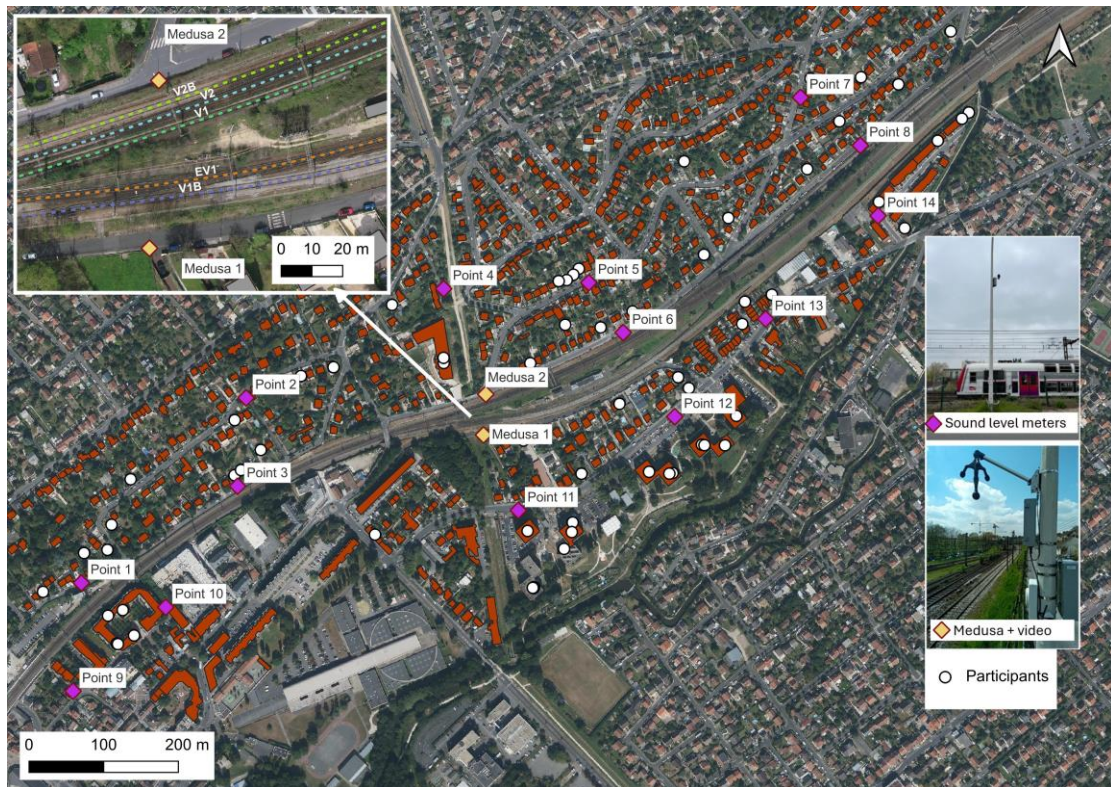 Medusa 2
V2B
V2
V1
EV1
V1B
0 10 20 m
Medusa 1
Point 7
Point 8
Point 14
Point 4
Point 5
Point 6
Point 13
Medusa 2
Point 2
Medusa 1
Point 12
Sound level meters
Point 3
Point 11
Point 1
Point 10
Medusa + video
Participants
Point 9
0 100 200 m